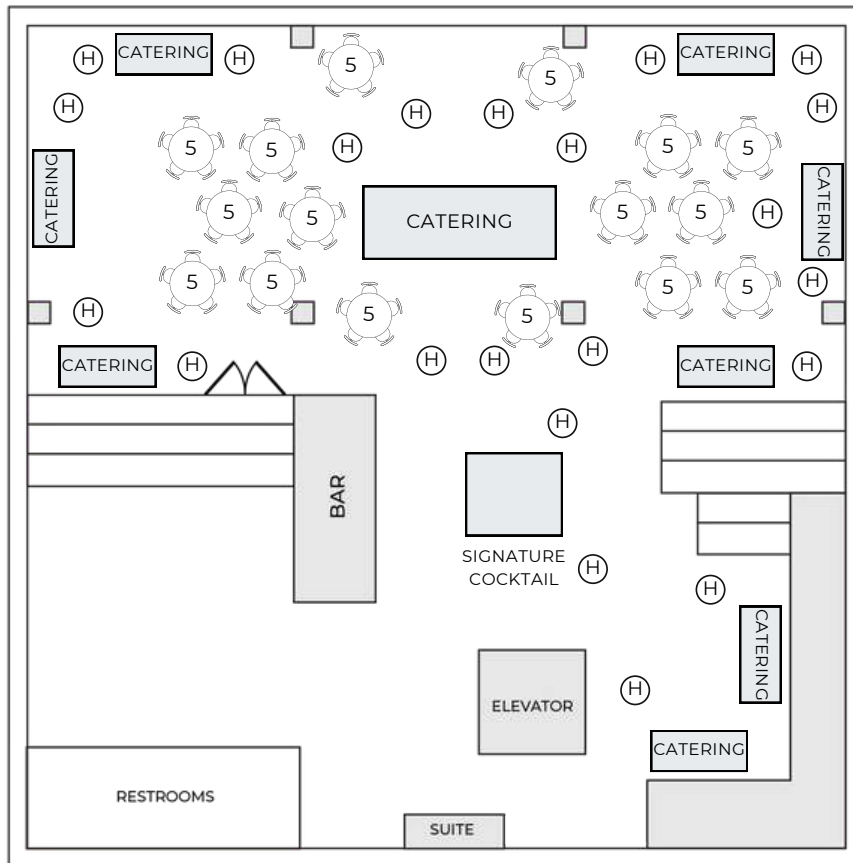 H
CATERING
H
5
5
H
CATERING
H
H
H
H
H
5
5
H
H
5
5
CATERING
5
5
CATERING
5
5
H
CATERING
5
5
5
5
H
H
5
5
CATERING
H
H
H
H
CATERING
H
H
BAR
SIGNATURE
COCKTAIL
H
H
CATERING
H
ELEVATOR
CATERING
RESTROOMS
SUITE